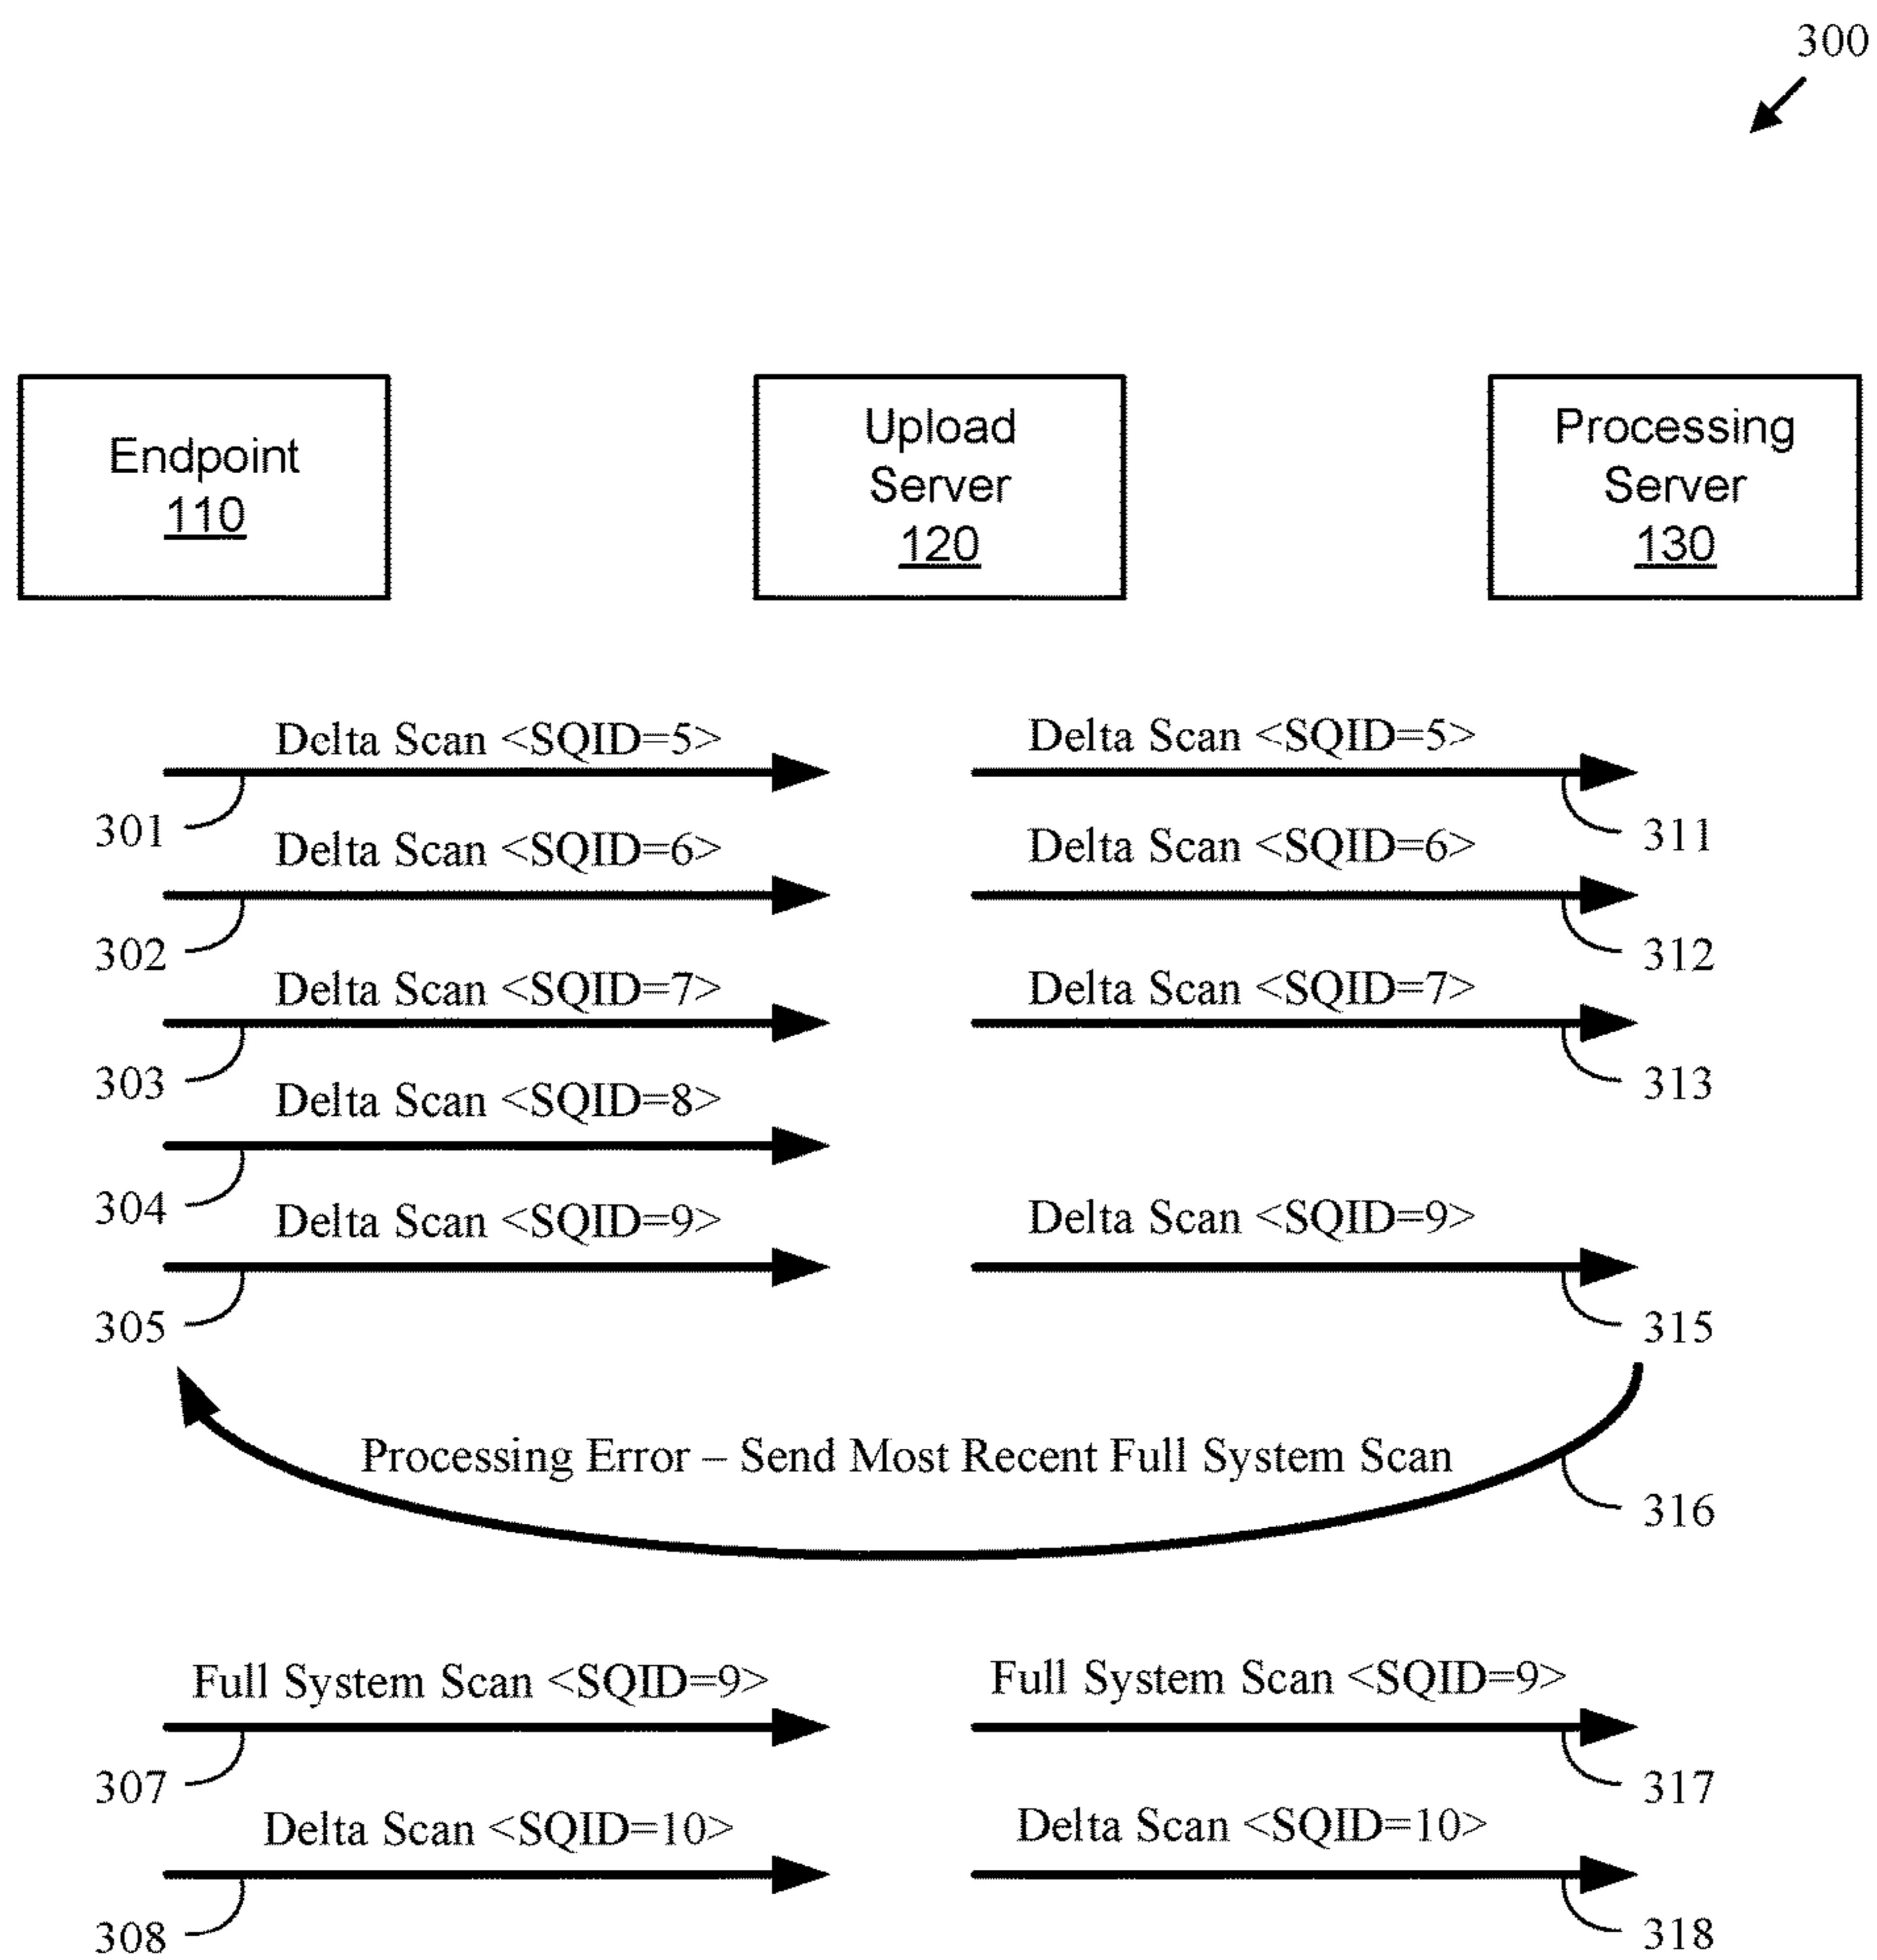 300
Endpoint
110
Upload
Server
120
Processing
Server
130
Delta Scan <SQID=5>
Delta Scan <SQID=5>
301
311
Delta Scan <SQID=6>
Delta Scan <SQID=6>
302
312
Delta Scan <SQID=7>
Delta Scan <SQID=7>
303
313
Delta Scan <SQID=8>
304
Delta Scan <SQID=9>
Delta Scan <SQID=9>
305
315
Processing Error – Send Most Recent Full System Scan
316
Full System Scan <SQID=9>
Full System Scan <SQID=9>
307
317
Delta Scan <SQID=10>
Delta Scan <SQID=10>
308
318